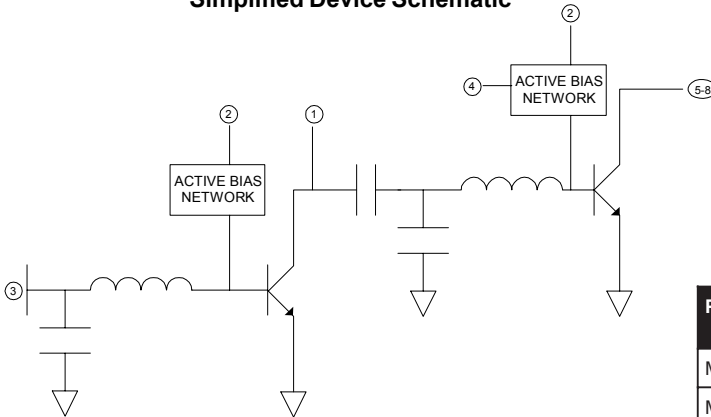 Simplified Device Schematic
2
ACTIVE BIAS
NETWORK
4
5-8
2
1
ACTIVE BIAS
NETWORK
3